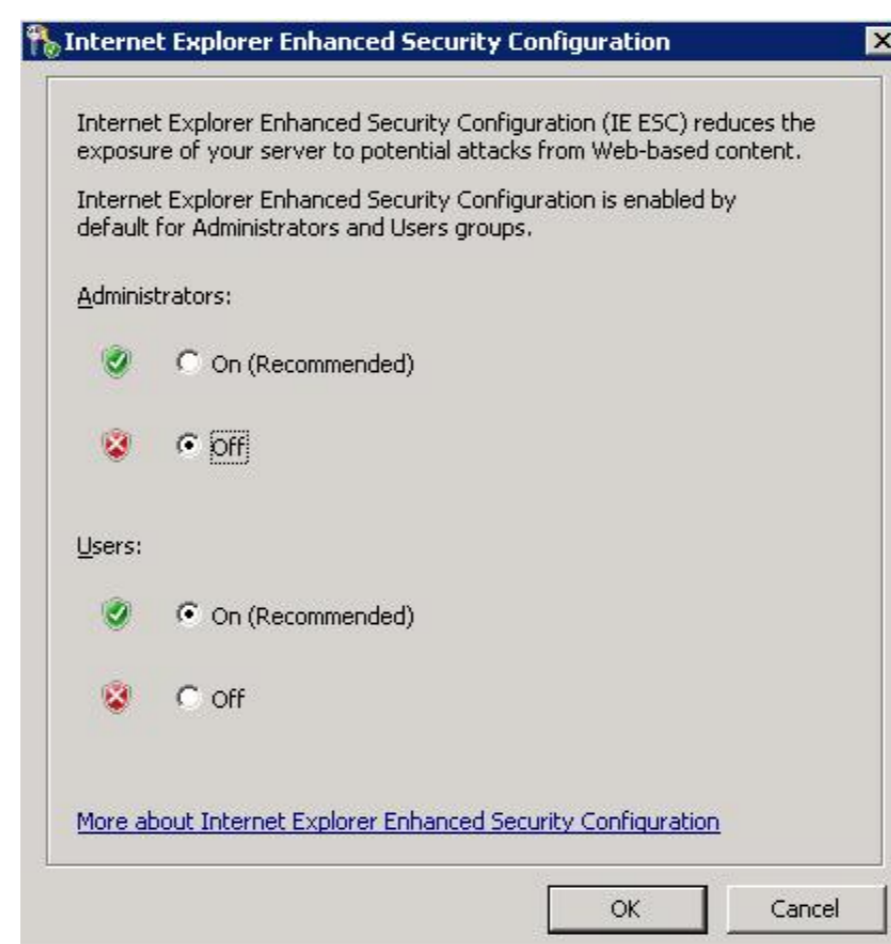 Internet Explorer Enhanced Security Configuration
Internet Explorer Enhanced Security Configuration (IE ESC) reduces the
exposure of your server to potential attacks from Web-based content.
Internet Explorer Enhanced Security Configuration is enabled by
default for Administrators and Users groups.
Administrators:
On (Recommended)
Off
Users:
On (Recommended)
Off
More about Internet Explorer Enhanced Security Configuration
OK
Cancel